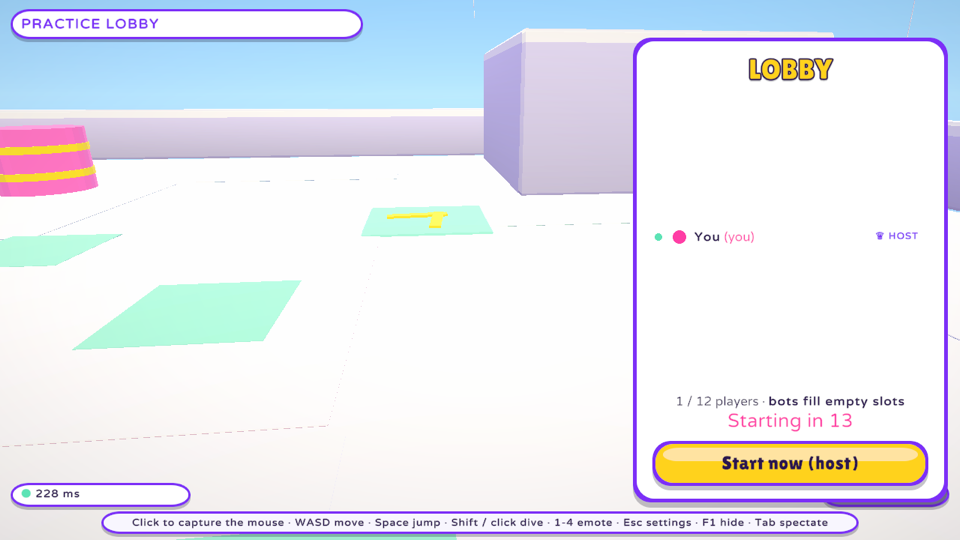 PRACTICE LOBBY
LOBBY
You (you)
HOST
1 / 12 players · bots fill empty slots
Starting in 13
Start now (host)
228 ms
Click to capture the mouse · WASD move · Space jump · Shift / click dive · 1-4 emote · Esc settings · F1 hide · Tab spectate